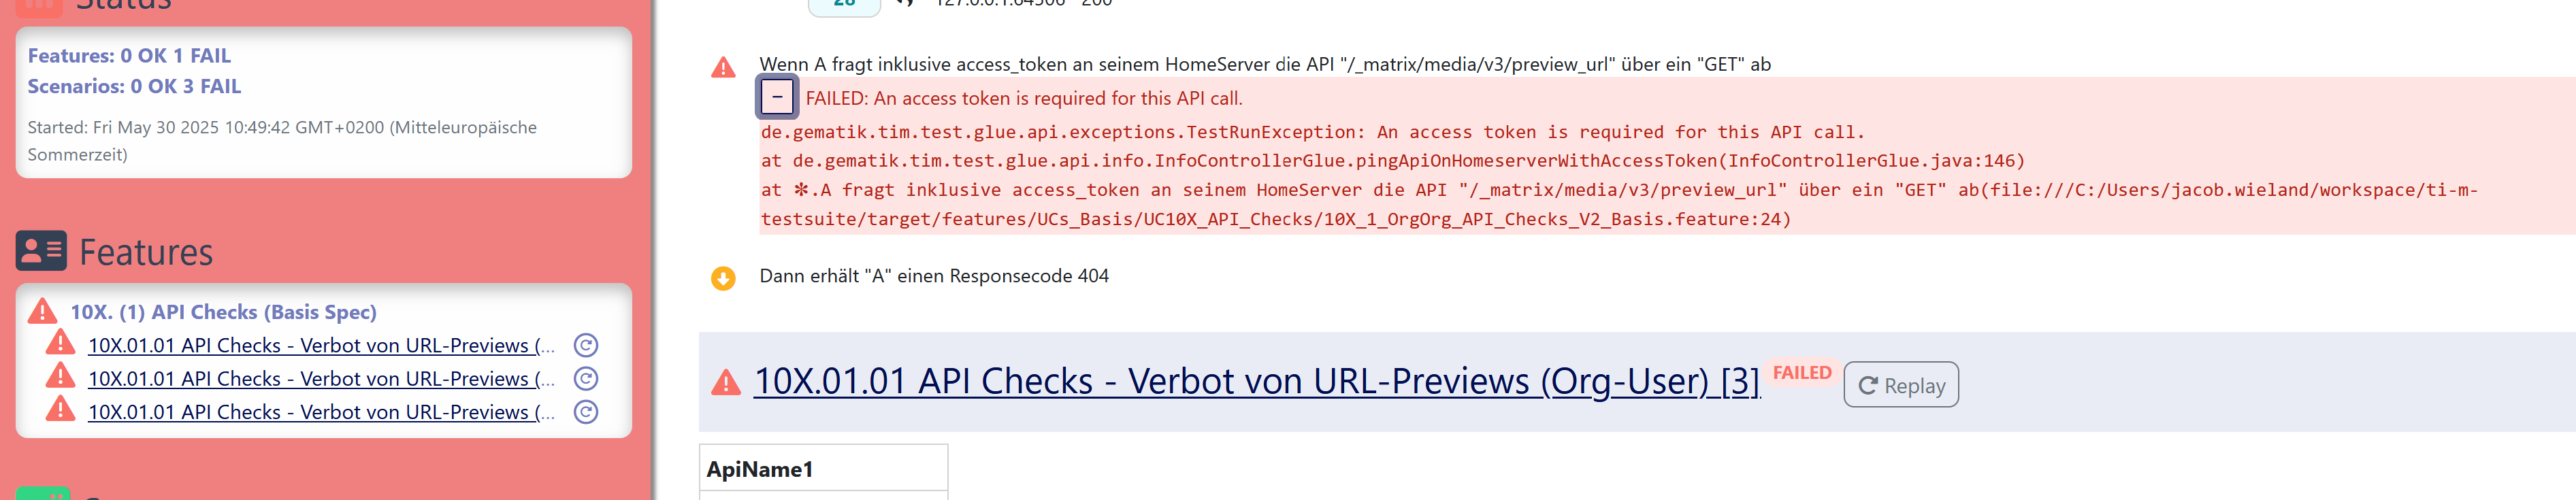 Status
Features: 0 OK 1 FAIL
Scenarios: 0 OK 3 FAIL
Started: Fri May 30 2025 10:49:42 GMT+0200 (Mitteleuropäische
Sommerzeit)
Features
10X. (1) API Checks (Basis Spec)
10X.01.01 API Checks - Verbot von URL-Previews (...
10X.01.01 API Checks - Verbot von URL-Previews (...
10X.01.01 API Checks - Verbot von URL-Previews (...
28
Wenn A fragt inklusive access_token an seinem HomeServer die API "/_matrix/media/v3/preview_url" über ein "GET" ab
− FAILED: An access token is required for this API call.
de.gematik.tim.test.glue.api.exceptions.TestRunException: An access token is required for this API call.
at de.gematik.tim.test.glue.api.info.InfoControllerGlue.pingApiOnHomeserverWithAccessToken(InfoControllerGlue.java:146)
at ✻.A fragt inklusive access_token an seinem HomeServer die API "/_matrix/media/v3/preview_url" über ein "GET" ab(file:///C:/Users/jacob.wieland/workspace/ti-m-
testsuite/target/features/UCs_Basis/UC10X_API_Checks/10X_1_OrgOrg_API_Checks_V2_Basis.feature:24)
Dann erhält "A" einen Responsecode 404
10X.01.01 API Checks - Verbot von URL-Previews (Org-User) [3] FAILED Replay
ApiName1